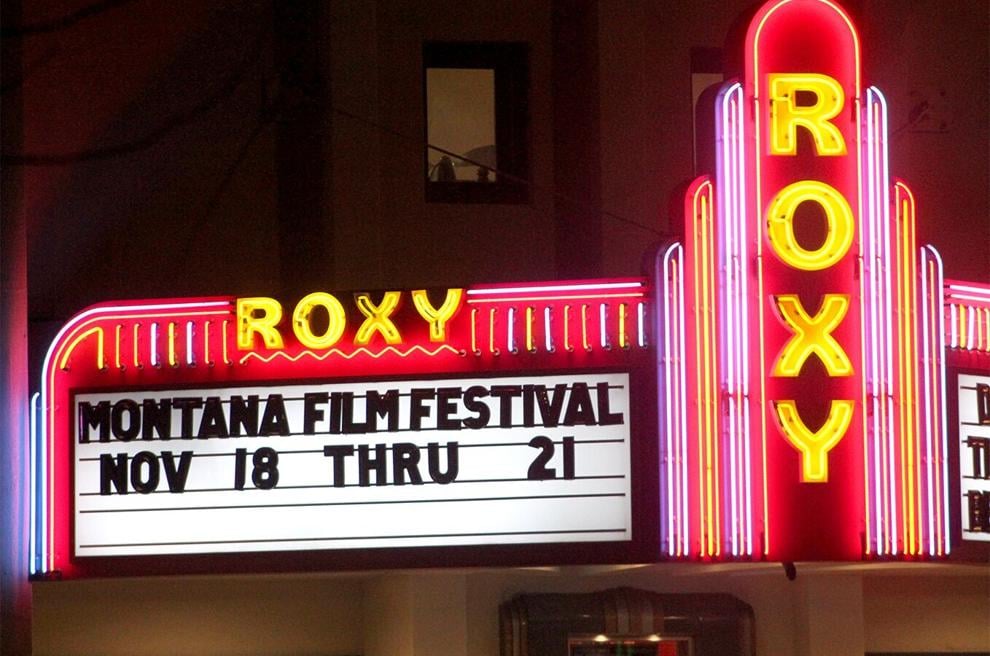 ROXY
MONTANA FILM FESTIVAL
NOV 18 THRU 21
ROXY